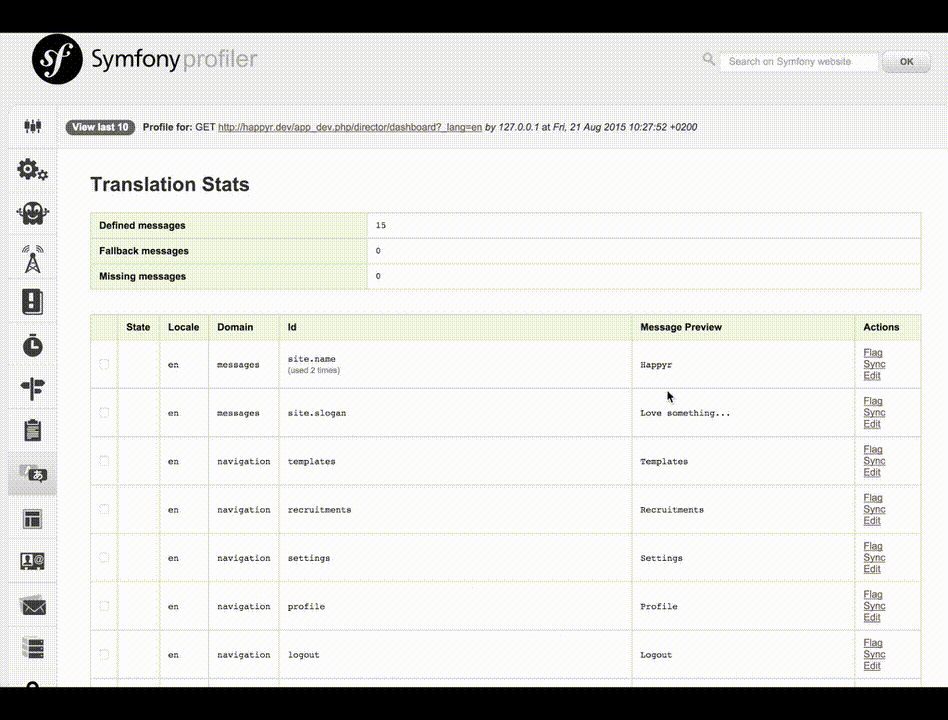 Symfony profiler
Search on Symfony website
OK
View last 10 Profile for: GET http://happyr.dev/app_dev.php/director/dashboard?_lang=en by 127.0.0.1 at Fri, 21 Aug 2015 10:27:52 +0200
Translation Stats
Defined messages 15
Fallback messages 0
Missing messages 0
State Locale Domain Id Message Preview Actions
en messages site.name (used 2 times) Happyr Flag Sync Edit
en messages site.slogan Love something... Flag Sync Edit
en navigation templates Templates Flag Sync Edit
en navigation recruitments Recruitments Flag Sync Edit
en navigation settings Settings Flag Sync Edit
en navigation profile Profile Flag Sync Edit
en navigation logout Logout Flag Sync Edit